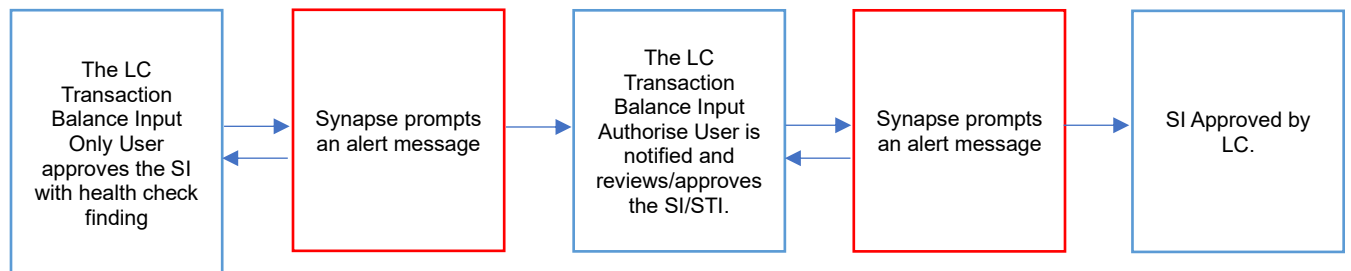 The LC
Transaction
Balance Input
Only User
approves the SI
with health check
finding
Synapse prompts
an alert message
The LC
Transaction
Balance Input
Authorise User is
notified and
reviews/approves
the SI/STI.
Synapse prompts
an alert message
SI Approved by
LC.